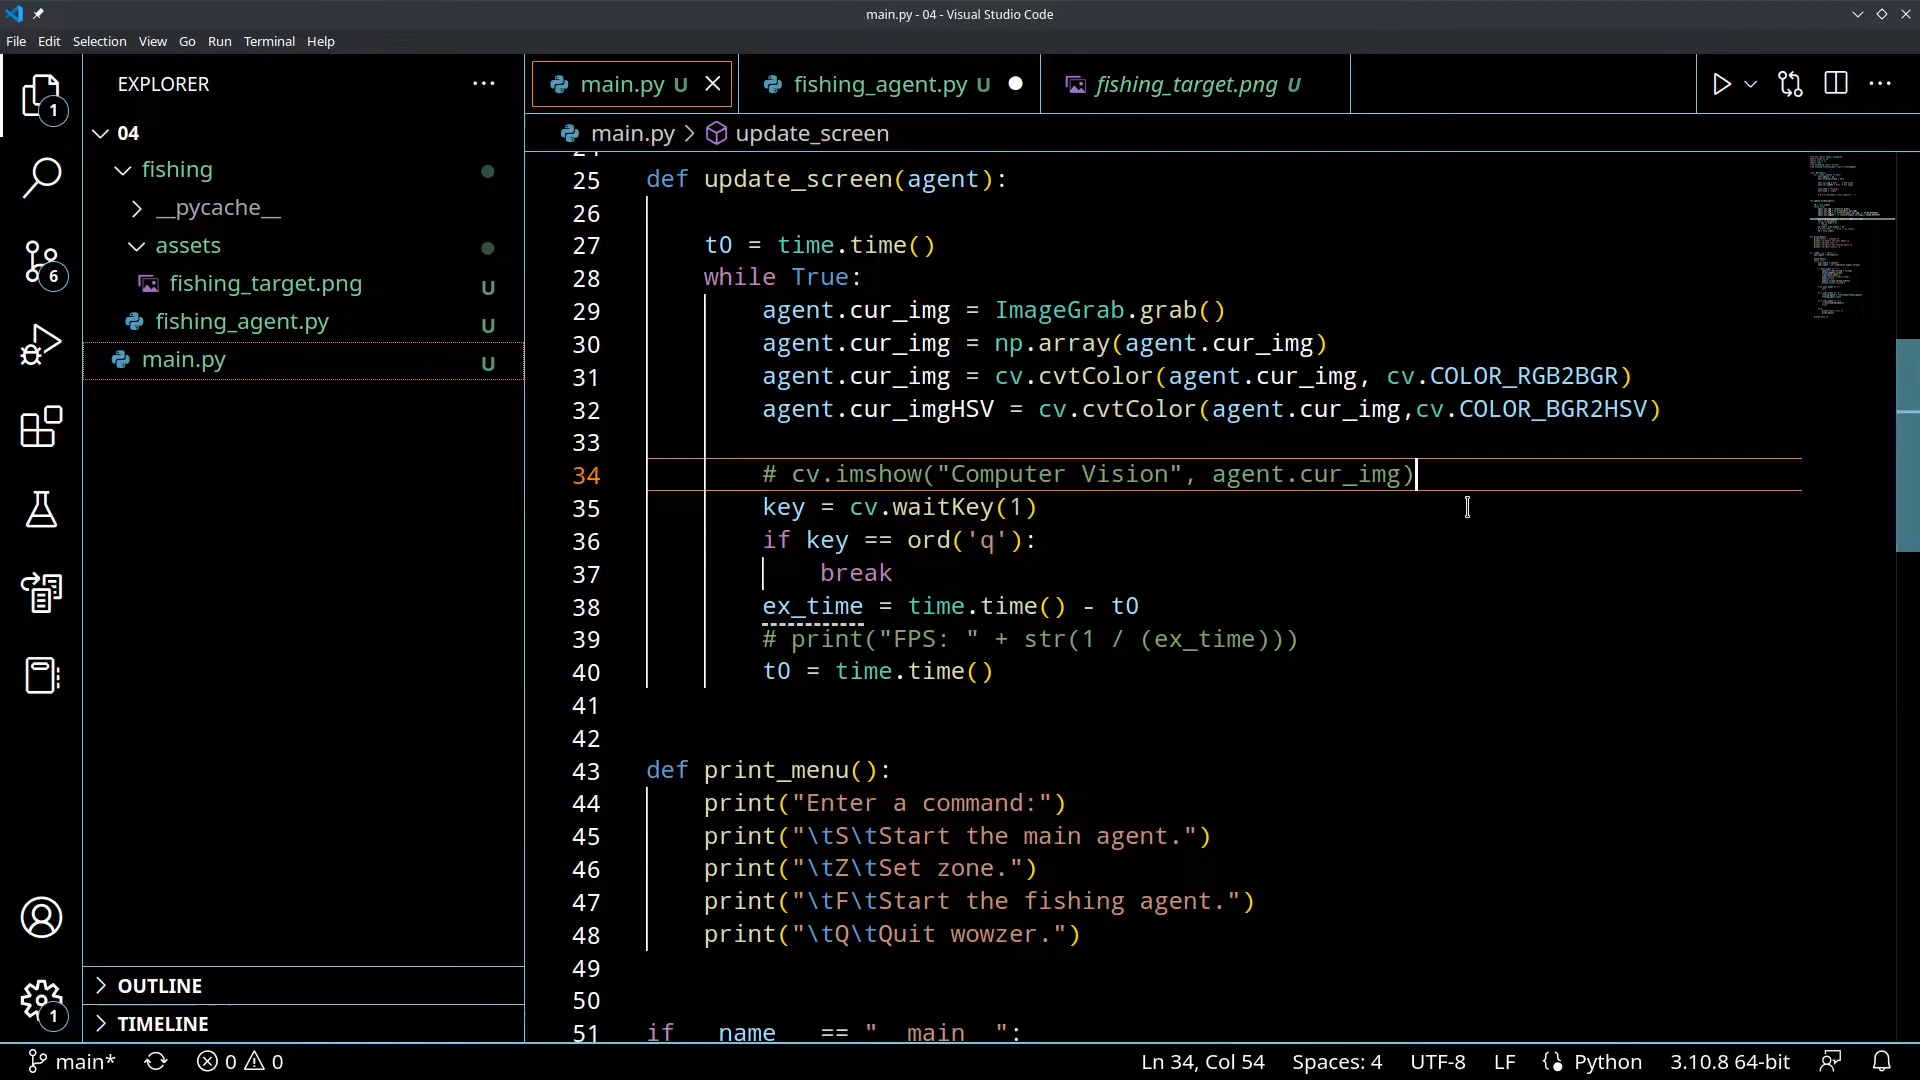 main.py - 04 - Visual Studio Code
File Edit Selection View Go Run Terminal Help
EXPLORER
main.py U
fishing_agent.py U
fishing_target.png U
1
04
main.py > update_screen
fishing
__pycache__
assets
fishing_target.png U
fishing_agent.py U
main.py U
6
25 def update_screen(agent):
26
27 t0 = time.time()
28 while True:
29 agent.cur_img = ImageGrab.grab()
30 agent.cur_img = np.array(agent.cur_img)
31 agent.cur_img = cv.cvtColor(agent.cur_img, cv.COLOR_RGB2BGR)
32 agent.cur_imgHSV = cv.cvtColor(agent.cur_img,cv.COLOR_BGR2HSV)
33
34 # cv.imshow("Computer Vision", agent.cur_img)
35 key = cv.waitKey(1)
36 if key == ord('q'):
37 break
38 ex_time = time.time() - t0
39 # print("FPS: " + str(1 / (ex_time)))
40 t0 = time.time()
41
42
43 def print_menu():
44 print("Enter a command:")
45 print("\tS\tStart the main agent.")
46 print("\tZ\tSet zone.")
47 print("\tF\tStart the fishing agent.")
48 print("\tQ\tQuit wowzer.")
49
50
51 if __name__ == "__main__":
OUTLINE
TIMELINE
1
main* 0 0
Ln 34, Col 54 Spaces: 4 UTF-8 LF Python 3.10.8 64-bit